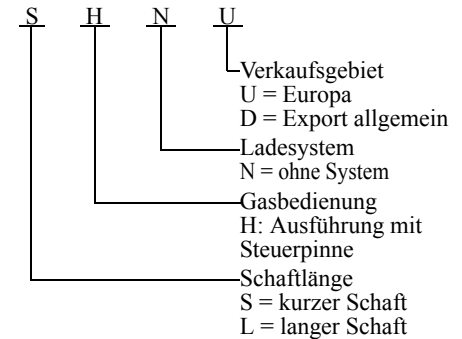 S H N U
Verkaufsgebiet
U = Europa
D = Export allgemein
Ladesystem
N = ohne System
Gasbedienung
H: Ausführung mit
Steuerpinne
Schaftlänge
S = kurzer Schaft
L = langer Schaft